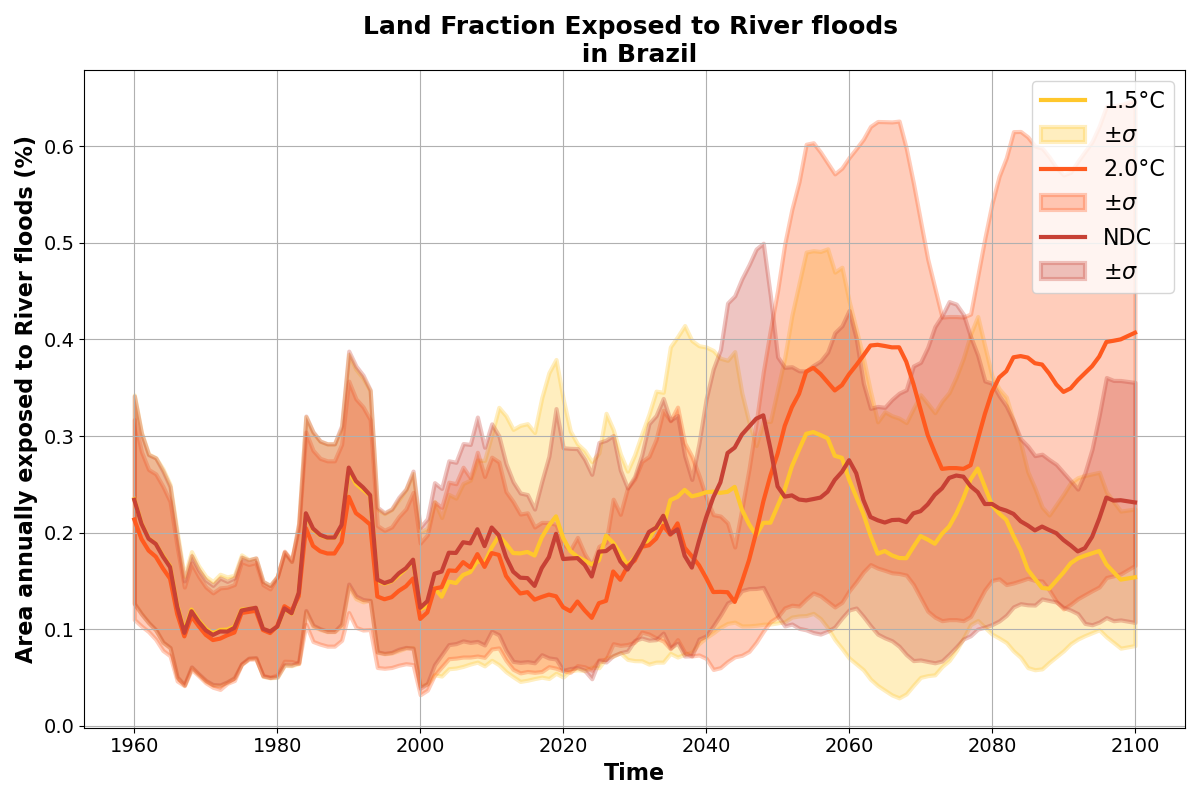 Land Fraction Exposed to River floods
in Brazil
Area annually exposed to River floods (%)
0.6
0.5
0.4
0.3
0.2
0.1
0.0
1.5°C
±σ
2.0°C
±σ
NDC
±σ
1960
1980
2000
2020
2040
2060
2080
2100
Time